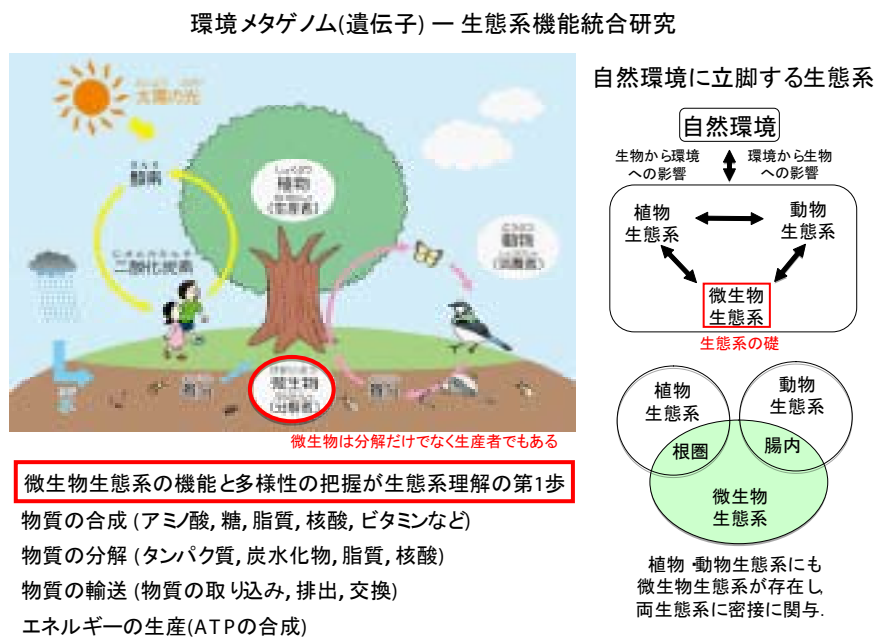 環境メタゲノム(遺伝子) ー 生態系機能統合研究
太陽の光
酸素
二酸化炭素
植物
(生産者)
動物
(消費者)
養分
微生物
(分解者)
養分
微生物は分解だけでなく生産者でもある
微生物生態系の機能と多様性の把握が生態系理解の第1歩
物質の合成 (アミノ酸, 糖, 脂質, 核酸, ビタミンなど)
物質の分解 (タンパク質, 炭水化物, 脂質, 核酸)
物質の輸送 (物質の取り込み, 排出, 交換)
エネルギーの生産(ATPの合成)
自然環境に立脚する生態系
自然環境
生物から環境
への影響
環境から生物
への影響
植物
生態系
動物
生態系
微生物
生態系
生態系の礎
植物
生態系
動物
生態系
根圏
腸内
微生物
生態系
植物・動物生態系にも
微生物生態系が存在し,
両生態系に密接に関与.